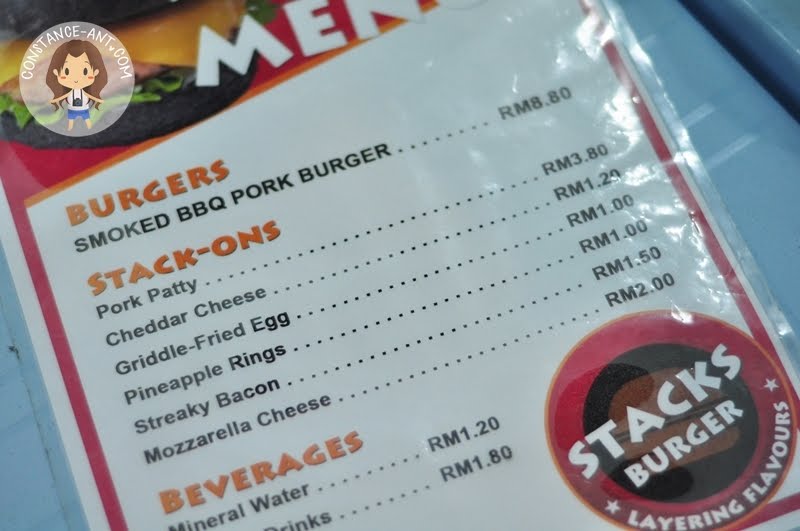 CONSTANCE-ANT.COM
MENU
BURGERS
SMOKED BBQ PORK BURGER ........ RM8.80
STACK-ONS
Pork Patty ........ RM3.80
Cheddar Cheese ........ RM1.20
Griddle-Fried Egg ........ RM1.00
Pineapple Rings ........ RM1.00
Streaky Bacon ........ RM1.50
Mozzarella Cheese ........ RM2.00
BEVERAGES
Mineral Water ........ RM1.20
Drinks ........ RM1.80
STACKS
BURGER
LAYERING FLAVOURS